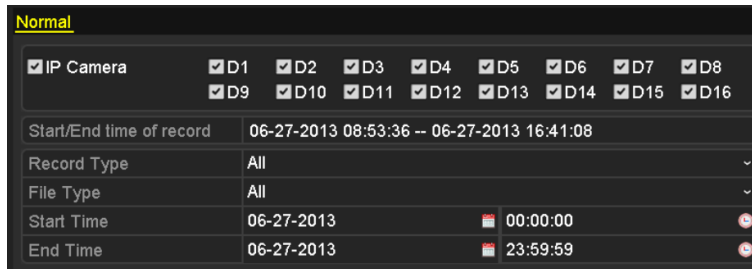 Normal
IP Camera D1 D2 D3 D4 D5 D6 D7 D8
D9 D10 D11 D12 D13 D14 D15 D16
Start/End time of record 06-27-2013 08:53:36 -- 06-27-2013 16:41:08
Record Type All
File Type All
Start Time 06-27-2013 00:00:00
End Time 06-27-2013 23:59:59